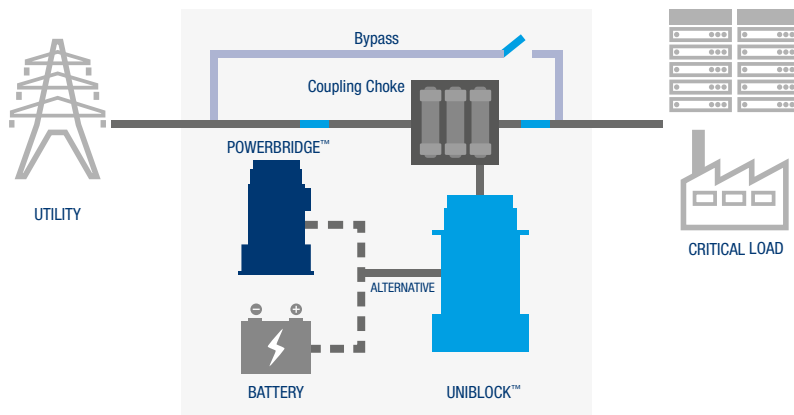 Bypass
Coupling Choke
POWERBRIDGE™
UTILITY
CRITICAL LOAD
ALTERNATIVE
BATTERY
UNIBLOCK™